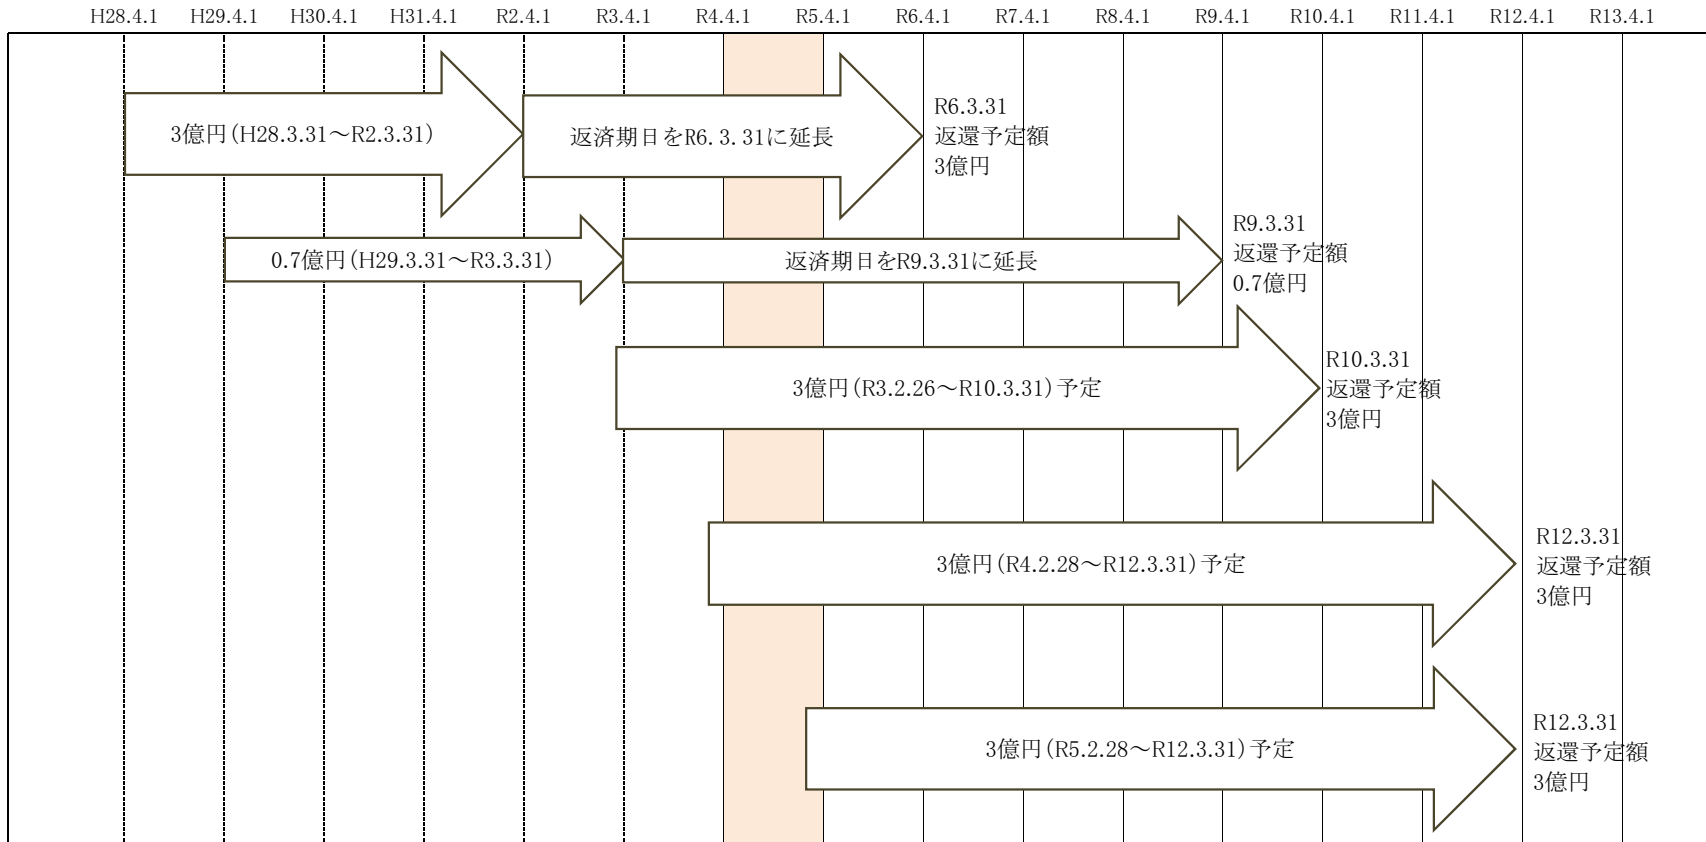 H28.4.1 H29.4.1 H30.4.1 H31.4.1 R2.4.1 R3.4.1 R4.4.1 R5.4.1 R6.4.1 R7.4.1 R8.4.1 R9.4.1 R10.4.1 R11.4.1 R12.4.1 R13.4.1
3億円(H28.3.31～R2.3.31)
返済期日をR6.3.31に延長
R6.3.31
返還予定額
3億円
0.7億円(H29.3.31～R3.3.31)
返済期日をR9.3.31に延長
R9.3.31
返還予定額
0.7億円
3億円(R3.2.26～R10.3.31)予定
R10.3.31
返還予定額
3億円
3億円(R4.2.28～R12.3.31)予定
R12.3.31
返還予定額
3億円
3億円(R5.2.28～R12.3.31)予定
R12.3.31
返還予定額
3億円